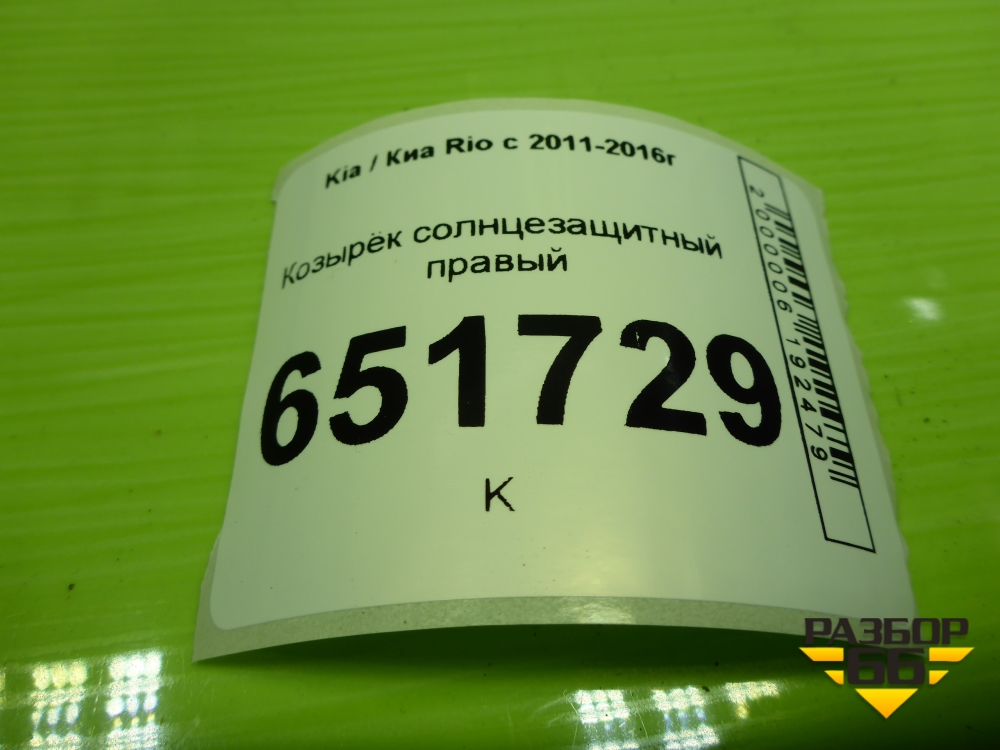 Kia / Киа Rio с 2011-2016г
Козырёк солнцезащитный
правый
651729
К
2000006192479
РАЗБОР
66